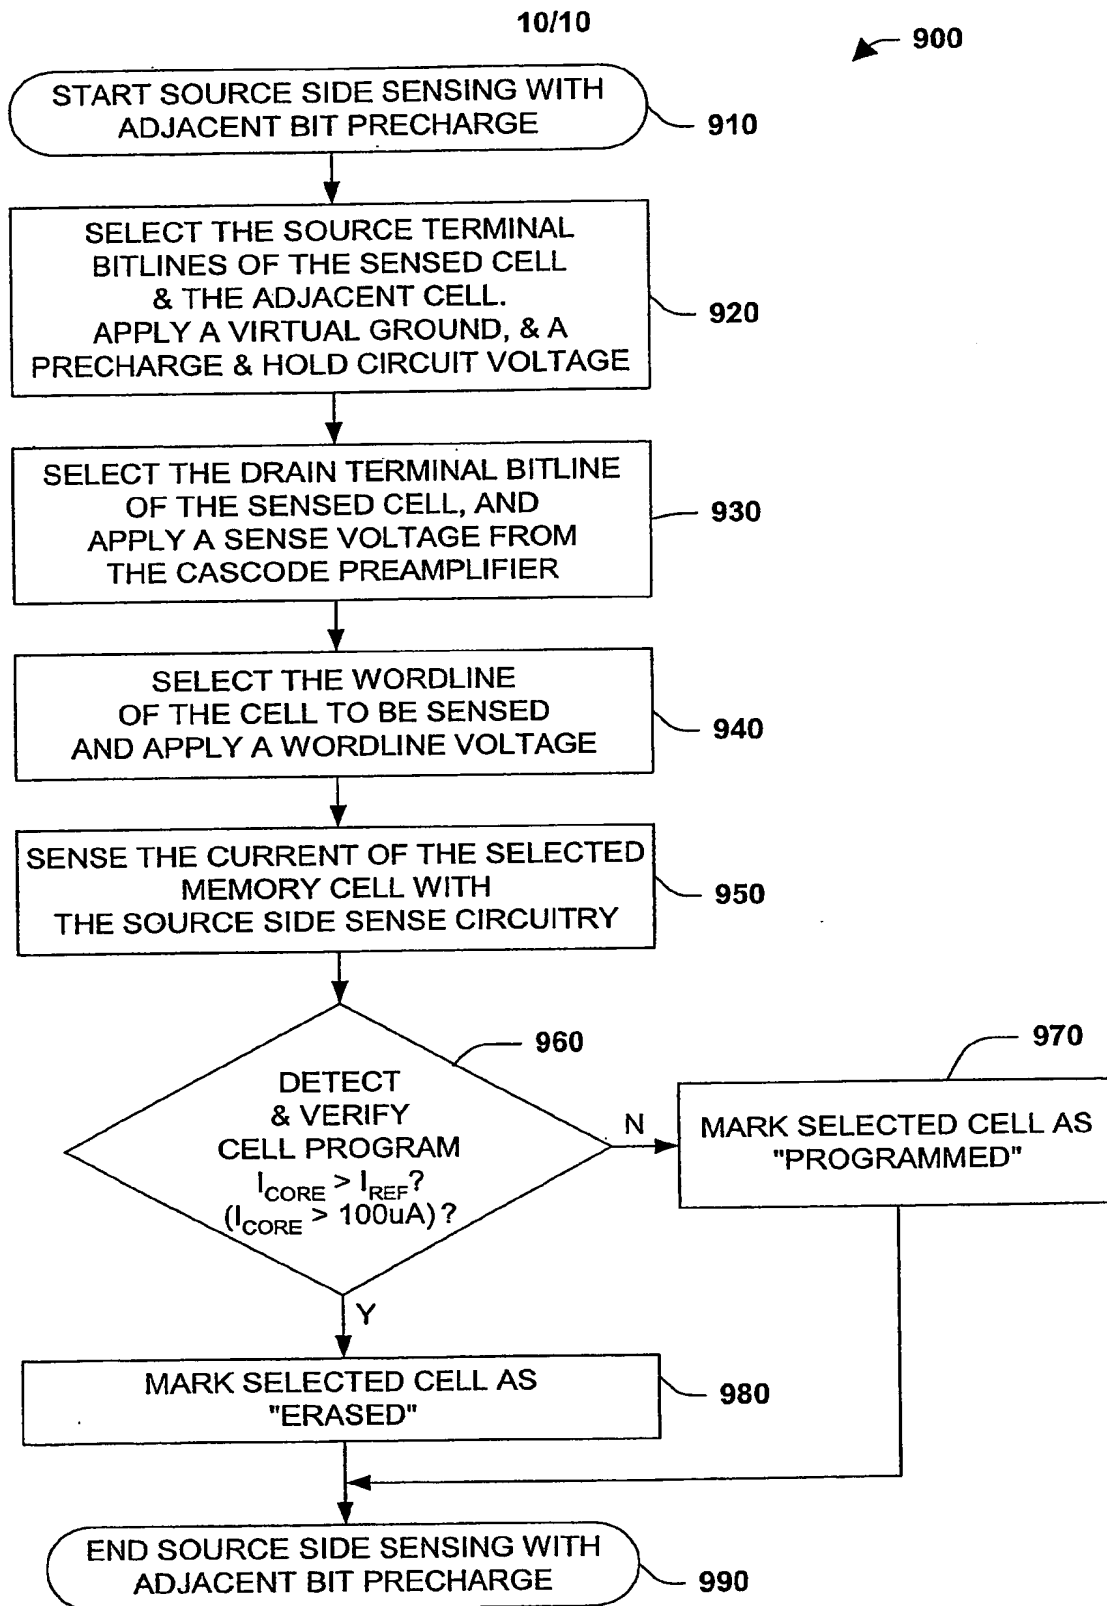 10/10
900
START SOURCE SIDE SENSING WITH
ADJACENT BIT PRECHARGE
910
SELECT THE SOURCE TERMINAL
BITLINES OF THE SENSED CELL
& THE ADJACENT CELL.
APPLY A VIRTUAL GROUND, & A
PRECHARGE & HOLD CIRCUIT VOLTAGE
920
SELECT THE DRAIN TERMINAL BITLINE
OF THE SENSED CELL, AND
APPLY A SENSE VOLTAGE FROM
THE CASCODE PREAMPLIFIER
930
SELECT THE WORDLINE
OF THE CELL TO BE SENSED
AND APPLY A WORDLINE VOLTAGE
940
SENSE THE CURRENT OF THE SELECTED
MEMORY CELL WITH
THE SOURCE SIDE SENSE CIRCUITRY
950
DETECT
& VERIFY
CELL PROGRAM
I_CORE > I_REF?
(I_CORE > 100uA) ?
960
N
970
MARK SELECTED CELL AS
"PROGRAMMED"
Y
MARK SELECTED CELL AS
"ERASED"
980
END SOURCE SIDE SENSING WITH
ADJACENT BIT PRECHARGE
990